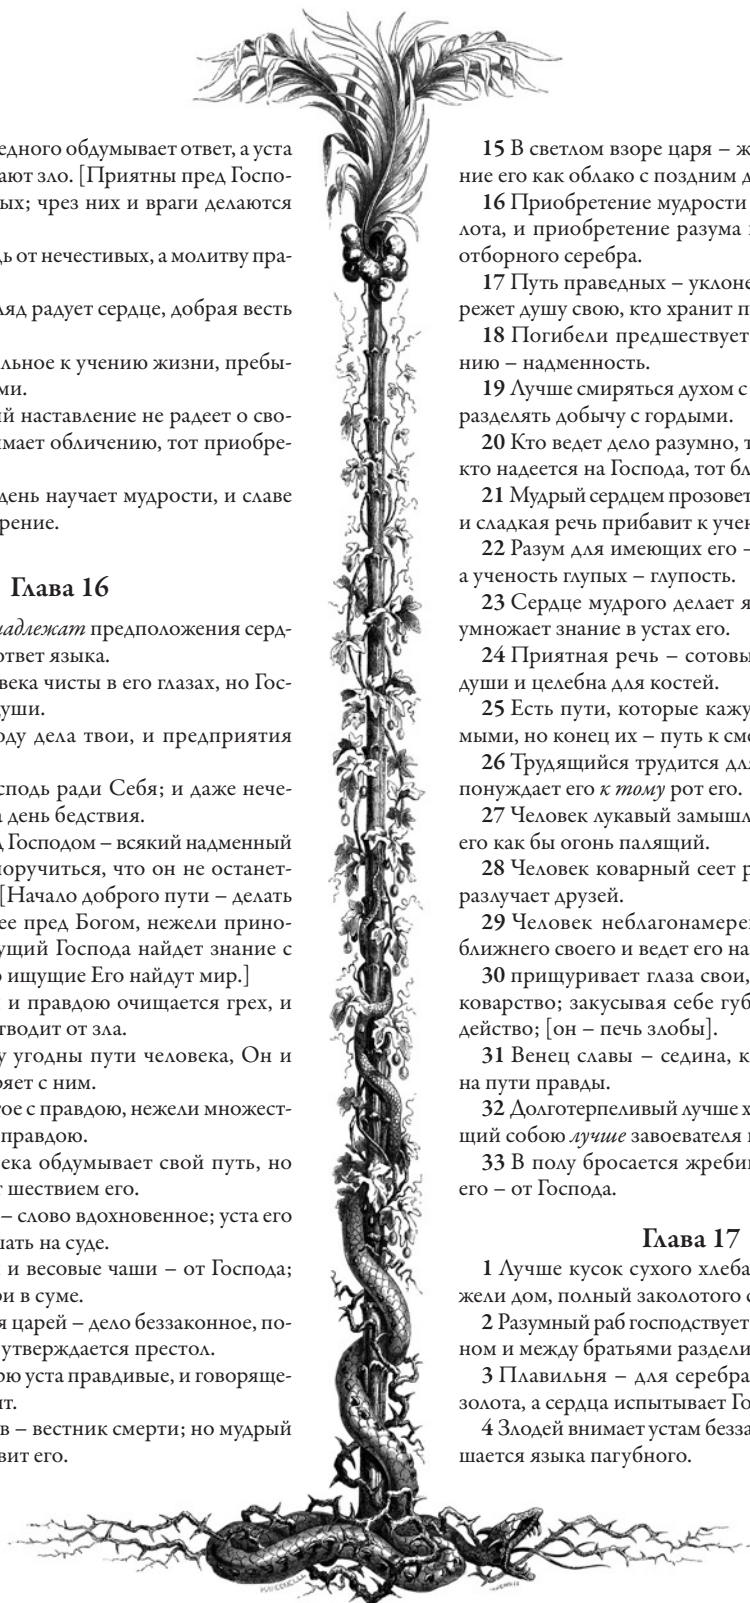 едного обдумывает ответ, а уста
ают зло. [Приятны пред Госпо-
ых; чрез них и враги делаются
ь от нечестивых, а молитву пра-
ляд радует сердце, добрая весть
льное к учению жизни, пребы-
ми.
й наставление не радеет о сво-
имает обличению, тот приобре-
день научает мудрости, и славе
рение.
Глава 16
надлежат предположения серд-
ответ языка.
века чисты в его глазах, но Гос-
души.
оду дела твои, и предприятия
сподь ради Себя; и даже нече-
а день бедствия.
д Господом – всякий надменный
поручиться, что он не останет-
[Начало доброго пути – делать
ее пред Богом, нежели прино-
ущий Господа найдет знание с
о ищущие Его найдут мир.]
и и правдою очищается грех, и
тводит от зла.
у угодны пути человека, Он и
ряет с ним.
гое с правдою, нежели множест-
правдою.
века обдумывает свой путь, но
т шествием его.
– слово вдохновенное; уста его
шать на суде.
и и весовые чаши – от Господа;
ри в суме.
я царей – дело беззаконное, по-
утверждается престол.
рю уста правдивые, и говоряще-
ит.
в – вестник смерти; но мудрый
вит его.
15 В светлом взоре царя – ж
ние его как облако с поздним д
16 Приобретение мудрости
лота, и приобретение разума
отборного серебра.
17 Путь праведных – уклоне
режет душу свою, кто хранит п
18 Погибели предшествует
нию – надменность.
19 Лучше смиряться духом с
разделять добычу с гордыми.
20 Кто ведет дело разумно, т
кто надеется на Господа, тот бл
21 Мудрый сердцем прозовет
и сладкая речь прибавит к учен
22 Разум для имеющих его –
а ученость глупых – глупость.
23 Сердце мудрого делает я
умножает знание в устах его.
24 Приятная речь – сотовы
души и целебна для костей.
25 Есть пути, которые кажу
мыми, но конец их – путь к сме
26 Трудящийся трудится для
понуждает его к тому рот его.
27 Человек лукавый замышл
его как бы огонь палящий.
28 Человек коварный сеет р
разлучает друзей.
29 Человек неблагонамерен
ближнего своего и ведет его на
30 прищуривает глаза свои,
коварство; закусывая себе губ
действо; [он – печь злобы].
31 Венец славы – седина, к
на пути правды.
32 Долготерпеливый лучше х
щий собою лучше завоевателя
33 В полу бросается жреби
его – от Господа.
Глава 17
1 Лучше кусок сухого хлеба
жели дом, полный заколотого с
2 Разумный раб господствует
ном и между братьями раздели
3 Плавильня – для серебра
золота, а сердца испытывает Го
4 Злодей внимает устам безза
шается языка пагубного.